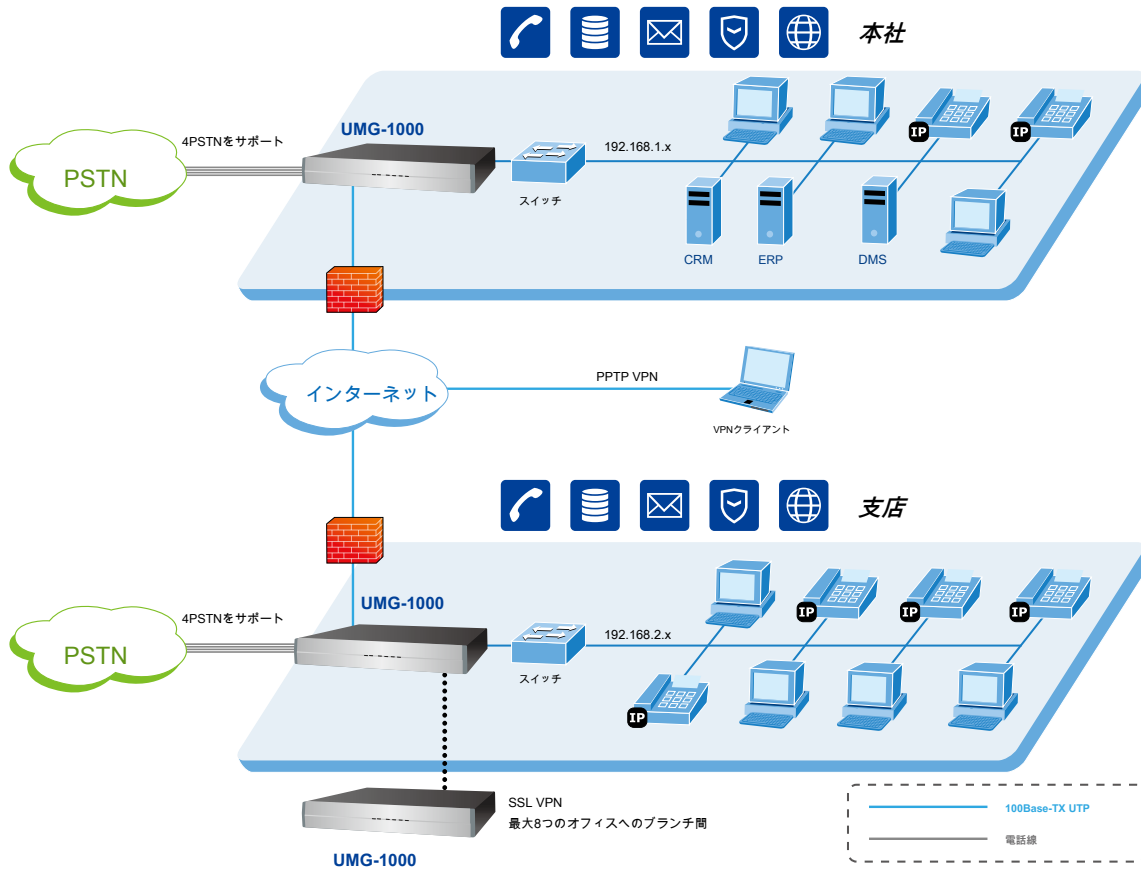 本社
UMG-1000
4PSTNをサポート
PSTN
192.168.1.x
スイッチ
IP
IP
CRM
ERP
DMS
インターネット
PPTP VPN
VPNクライアント
支店
UMG-1000
4PSTNをサポート
PSTN
192.168.2.x
スイッチ
IP
IP
IP
IP
SSL VPN
最大8つのオフィスへのブランチ間
UMG-1000
100Base-TX UTP
電話線